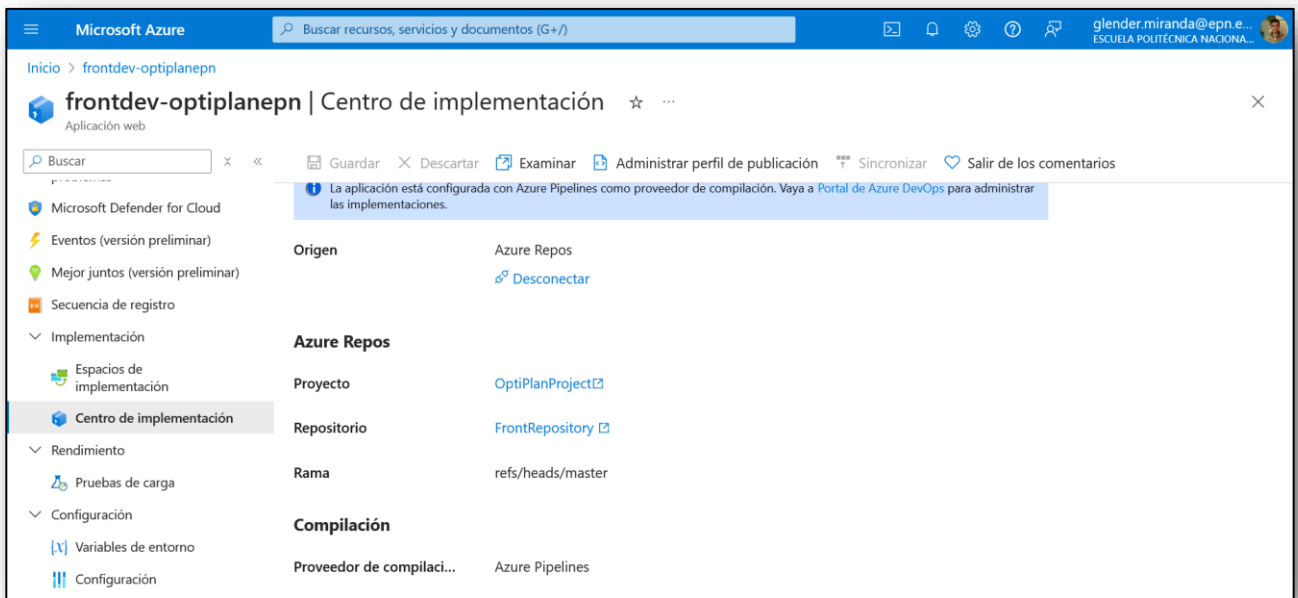 Microsoft Azure
Buscar recursos, servicios y documentos (G+/)
glender.miranda@epn.e...
ESCUELA POLITÉCNICA NACIONA...
Inicio > frontdev-optiplanepn
frontdev-optiplanepn | Centro de implementación
Aplicación web
Buscar
Guardar
Descartar
Examinar
Administrar perfil de publicación
Sincronizar
Salir de los comentarios
problemas
Microsoft Defender for Cloud
Eventos (versión preliminar)
Mejor juntos (versión preliminar)
Secuencia de registro
Implementación
Espacios de
implementación
Centro de implementación
Rendimiento
Pruebas de carga
Configuración
Variables de entorno
Configuración
La aplicación está configurada con Azure Pipelines como proveedor de compilación. Vaya a Portal de Azure DevOps para administrar
las implementaciones.
Origen
Azure Repos
Desconectar
Azure Repos
Proyecto
OptiPlanProject
Repositorio
FrontRepository
Rama
refs/heads/master
Compilación
Proveedor de compilaci...
Azure Pipelines